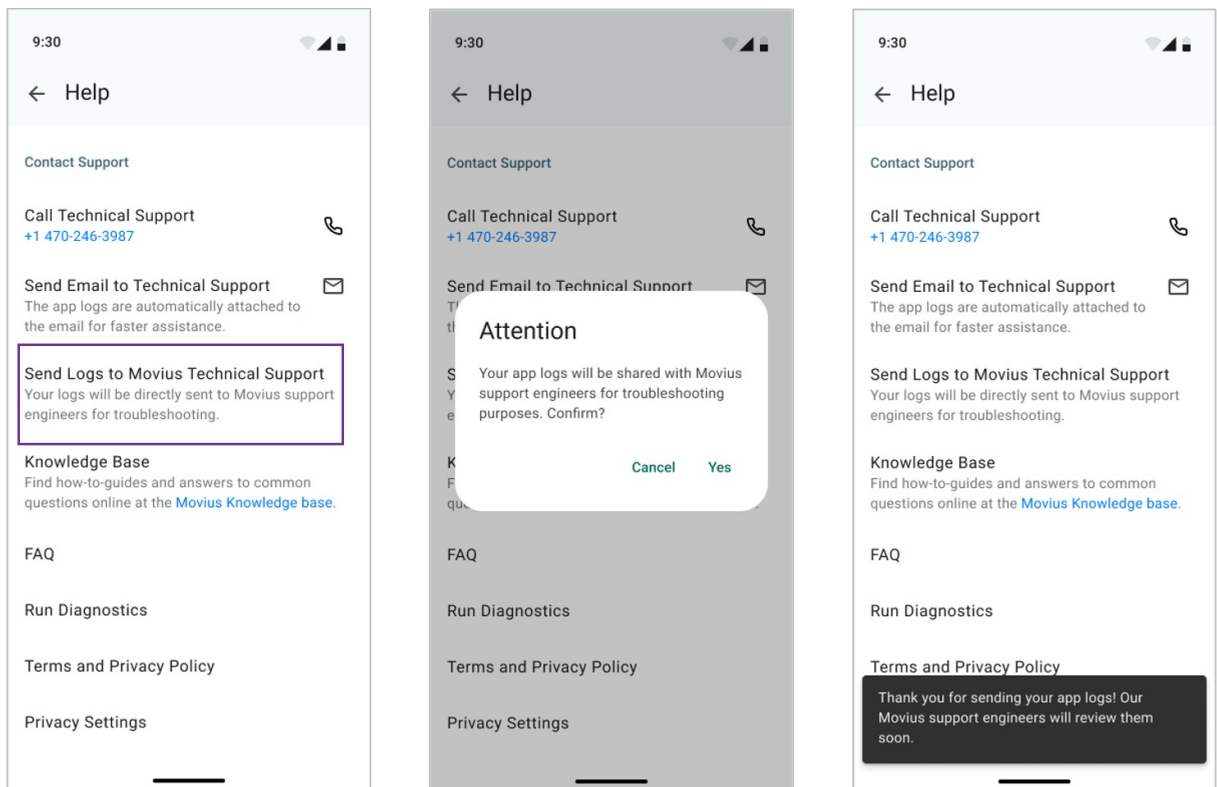 9:30
Help
Contact Support
Call Technical Support
+1 470-246-3987
Send Email to Technical Support
The app logs are automatically attached to
the email for faster assistance.
Send Logs to Movius Technical Support
Your logs will be directly sent to Movius support
engineers for troubleshooting.
Knowledge Base
Find how-to-guides and answers to common
questions online at the Movius Knowledge base.
FAQ
Run Diagnostics
Terms and Privacy Policy
Privacy Settings
9:30
Help
Contact Support
Call Technical Support
+1 470-246-3987
Send Email to Technical Support
Attention
Your app logs will be shared with Movius
support engineers for troubleshooting
purposes. Confirm?
Cancel Yes
FAQ
Run Diagnostics
Terms and Privacy Policy
Privacy Settings
9:30
Help
Contact Support
Call Technical Support
+1 470-246-3987
Send Email to Technical Support
The app logs are automatically attached to
the email for faster assistance.
Send Logs to Movius Technical Support
Your logs will be directly sent to Movius support
engineers for troubleshooting.
Knowledge Base
Find how-to-guides and answers to common
questions online at the Movius Knowledge base.
FAQ
Run Diagnostics
Terms and Privacy Policy
Thank you for sending your app logs! Our
Movius support engineers will review them
soon.